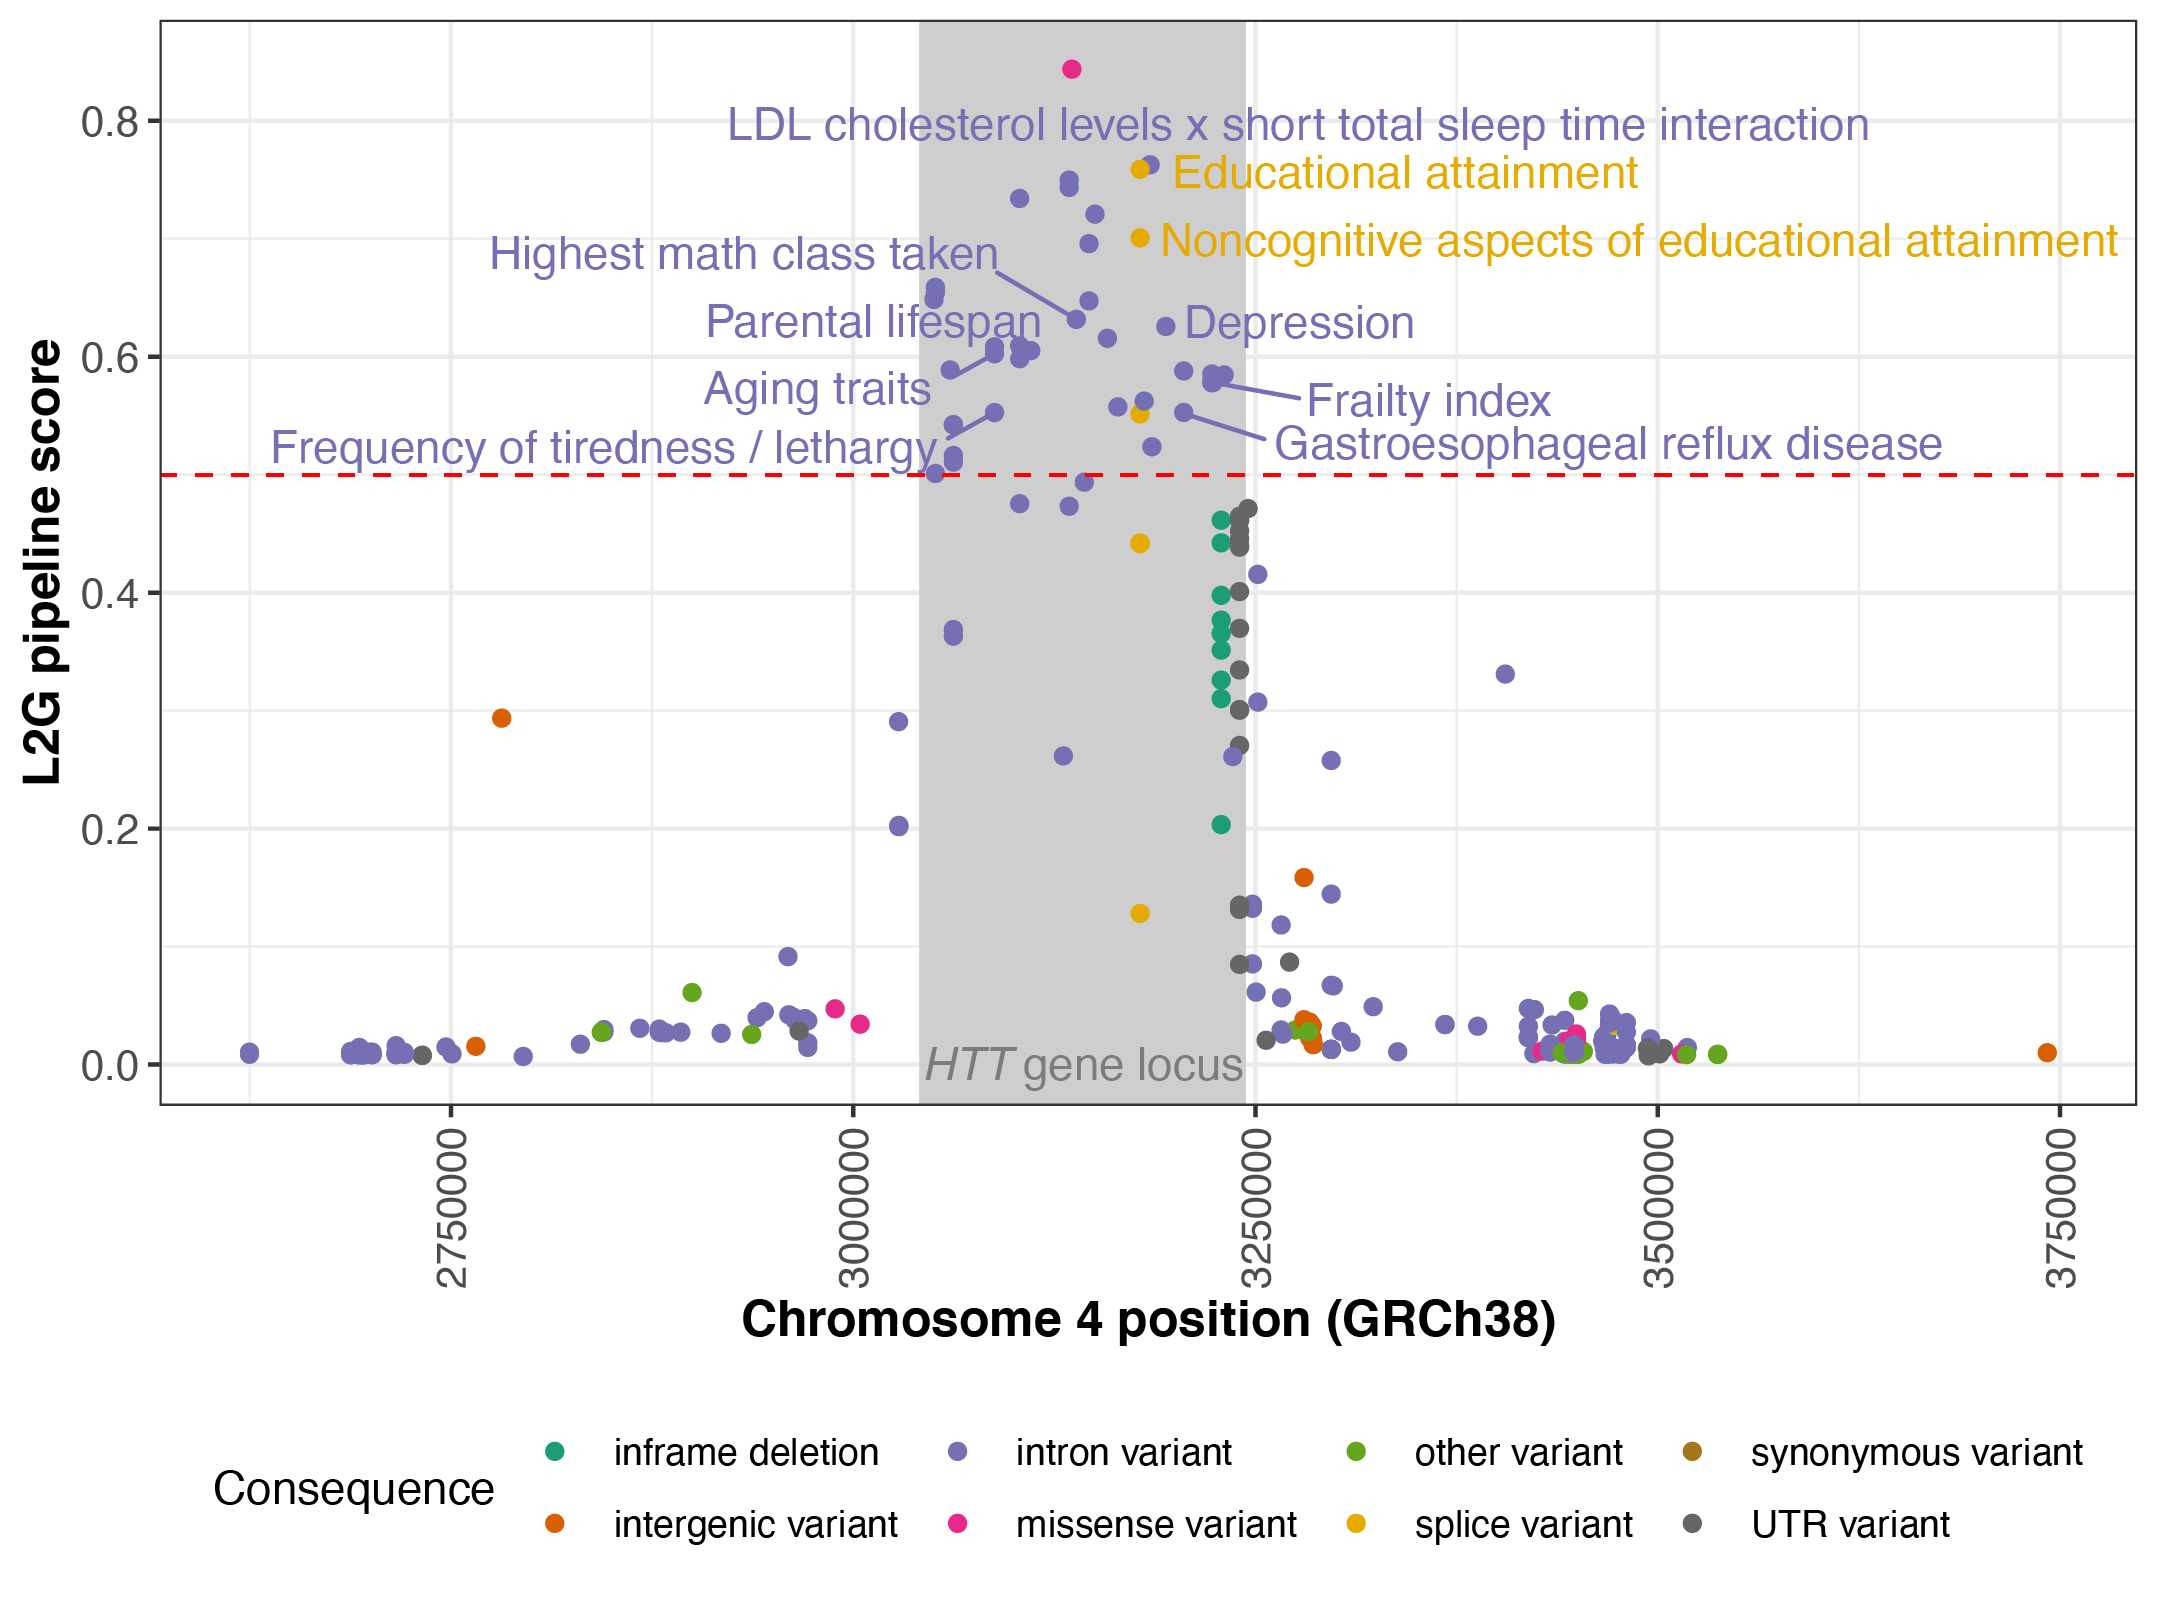 LDL cholesterol levels x short total sleep time interaction
Educational attainment
Noncognitive aspects of educational attainment
Highest math class taken
Parental lifespan
Depression
Aging traits
Frailty index
Frequency of tiredness / lethargy
Gastroesophageal reflux disease
HTT gene locus
L2G pipeline score
0.8
0.6
0.4
0.2
0.0
2750000
3000000
3250000
3500000
3750000
Chromosome 4 position (GRCh38)
Consequence
inframe deletion
intron variant
other variant
synonymous variant
intergenic variant
missense variant
splice variant
UTR variant